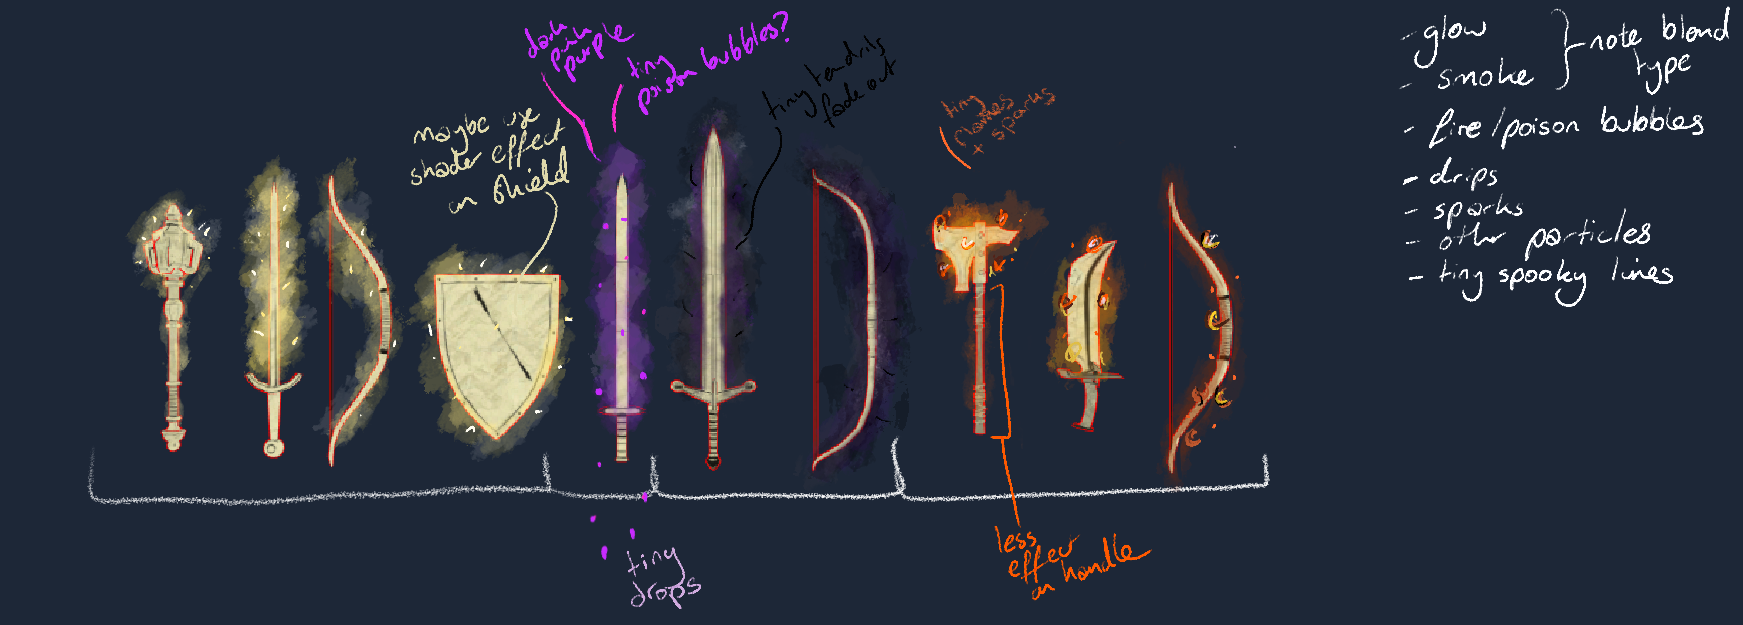 dark
pink
purple
tiny
poison bubbles?
tiny tendrils
fade out
maybe use
shader effect
on shield
tiny
flames
+ sparks
tiny
drops
less
effect
on handle
- glow
- smoke
note blend
type
- fire/poison bubbles
- drips
- sparks
- other particles
- tiny spooky lines